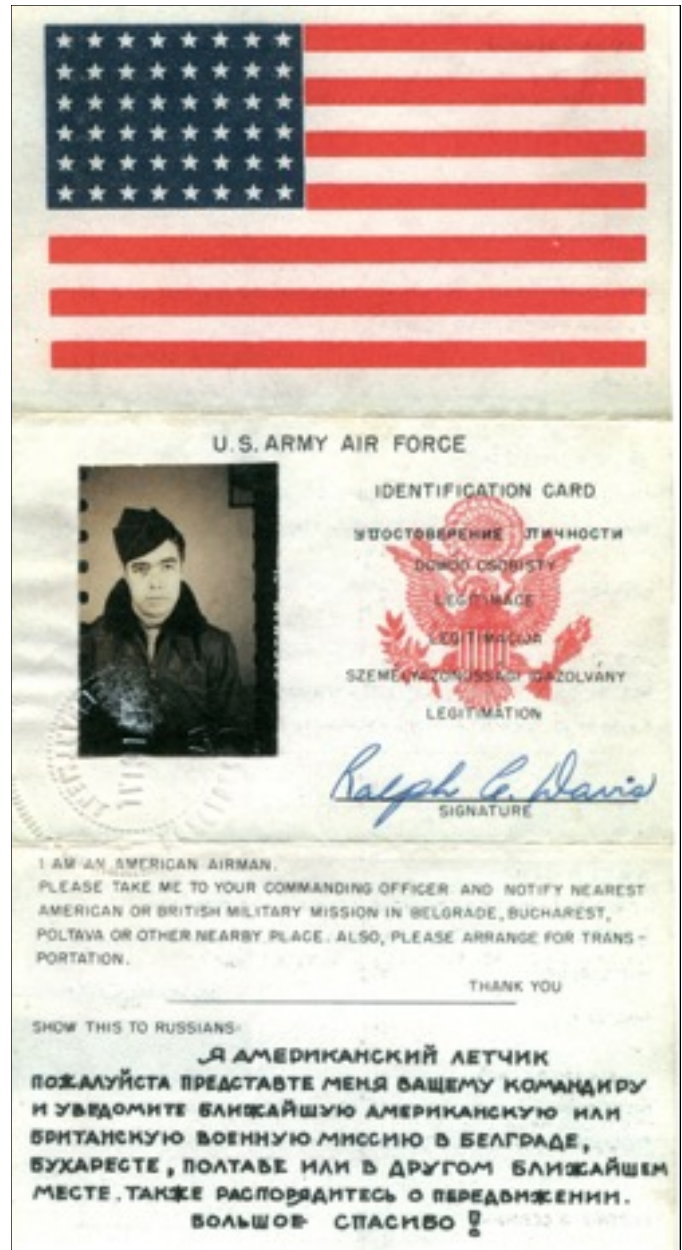 U.S. ARMY AIR FORCE
IDENTIFICATION CARD
УДОСТОВЕРЕНИЕ ЛИЧНОСТИ
DOWÓD OSOBISTY
LEGITIMACE
LEGITIMACIJA
SZEMÉLYAZONOSSÁGI IGAZOLVÁNY
LEGITIMATION
Ralph C. Davis
SIGNATURE
I AM AN AMERICAN AIRMAN.
PLEASE TAKE ME TO YOUR COMMANDING OFFICER AND NOTIFY NEAREST
AMERICAN OR BRITISH MILITARY MISSION IN BELGRADE, BUCHAREST,
POLTAVA OR OTHER NEARBY PLACE. ALSO, PLEASE ARRANGE FOR TRANS-
PORTATION.
THANK YOU
SHOW THIS TO RUSSIANS:
Я АМЕРИКАНСКИЙ ЛЕТЧИК
ПОЖАЛУЙСТА ПРЕДСТАВТЕ МЕНЯ ВАЩЕМУ КОМАНДИРУ
И УВЕДОМИТЕ БЛИЖАЙШУЮ АМЕРИКАНСКУЮ ИЛИ
БРИТАНСКУЮ ВОЕННУЮ МИССИЮ В БЕЛГРАДЕ,
БУХАРЕСТЕ, ПОЛТАВЕ ИЛИ В ДРУГОМ БЛИЖАЙШЕМ
МЕСТЕ. ТАКЖЕ РАСПОРЯДИТЕСЬ О ПЕРЕДВИЖЕНИИ.
БОЛЬШОЕ СПАСИБО!